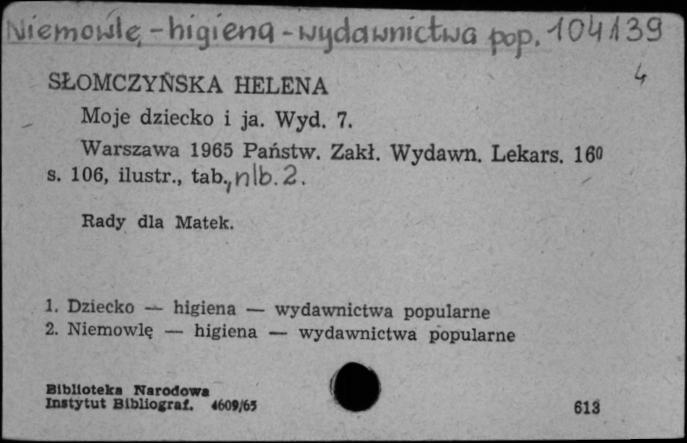 Niemowlę - higiena - wydawnictwa pop. 104139
4
SŁOMCZYŃSKA HELENA
Moje dziecko i ja. Wyd. 7.
Warszawa 1965 Państw. Zakł. Wydawn. Lekars. 16⁰
s. 106, ilustr., tab., nlb. 2.
Rady dla Matek.
1. Dziecko — higiena — wydawnictwa popularne
2. Niemowlę — higiena — wydawnictwa popularne
Biblioteka Narodowa
Instytut Bibliograf. 4609/65
613